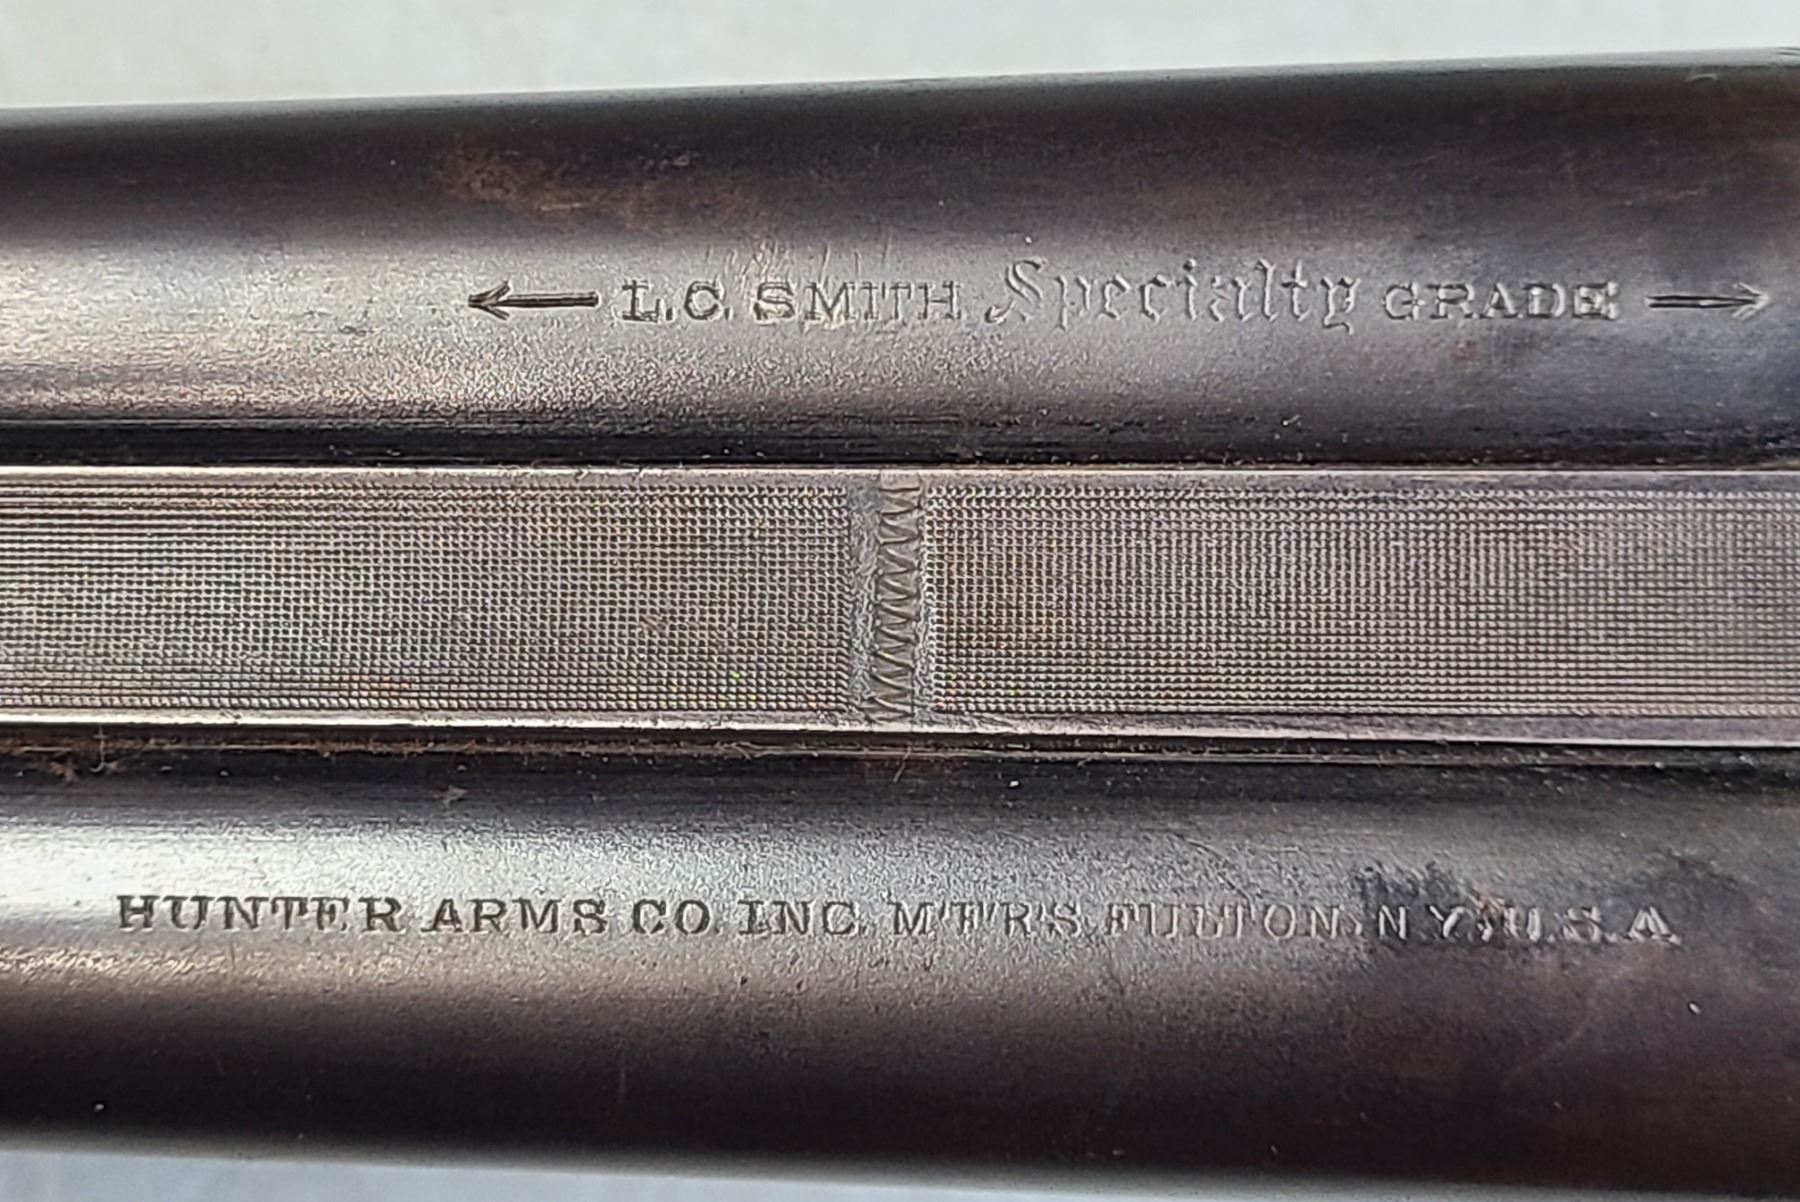 L.C. SMITH Specialty GRADE
HUNTER ARMS CO. INC. M'F'R'S. FULTON, N.Y., U.S.A.